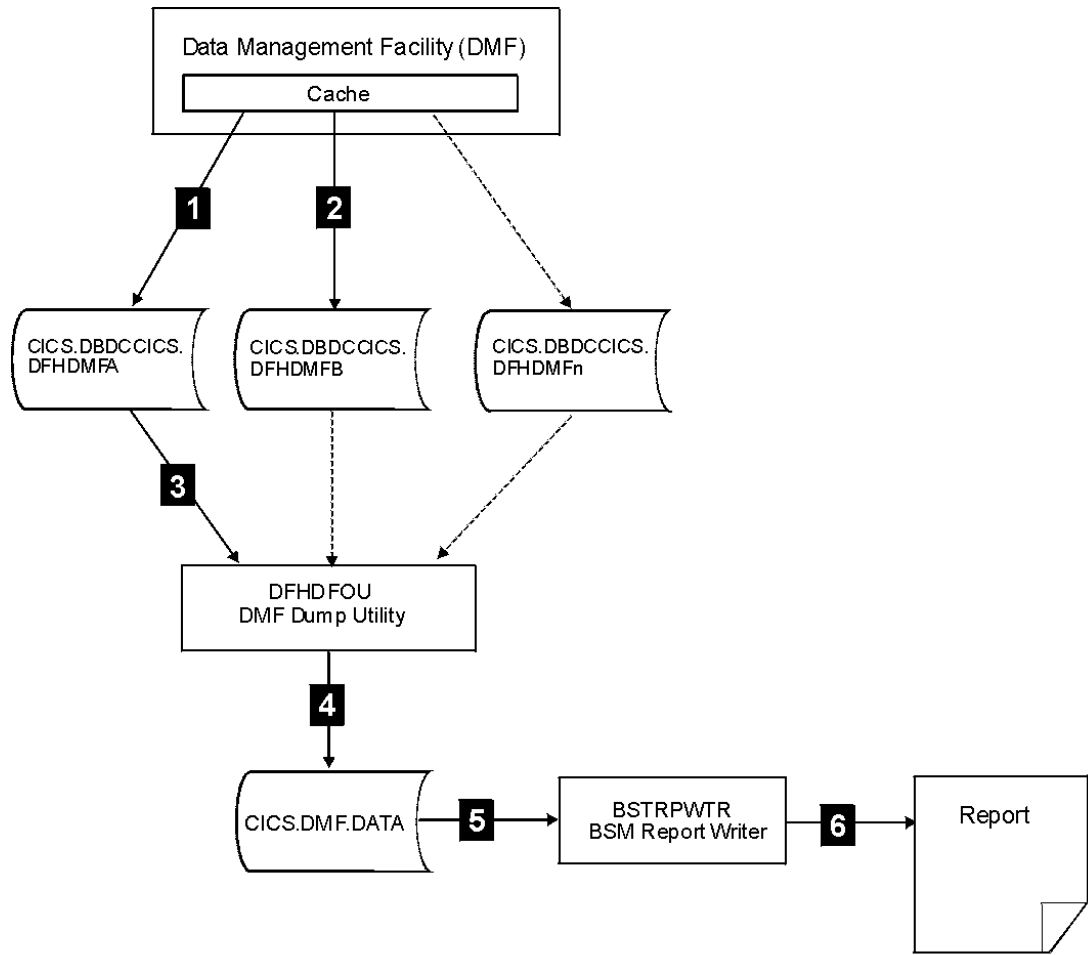 Data Management Facility (DMF)
Cache
1
2
CICS.DBDCCICS.
DFHDMFA
CICS.DBDCCICS.
DFHDMFB
CICS.DBDCCICS.
DFHDMFn
3
DFHDFOU
DMF Dump Utility
4
CICS.DMF.DATA
5
BSTRPWTR
BSM Report Writer
6
Report